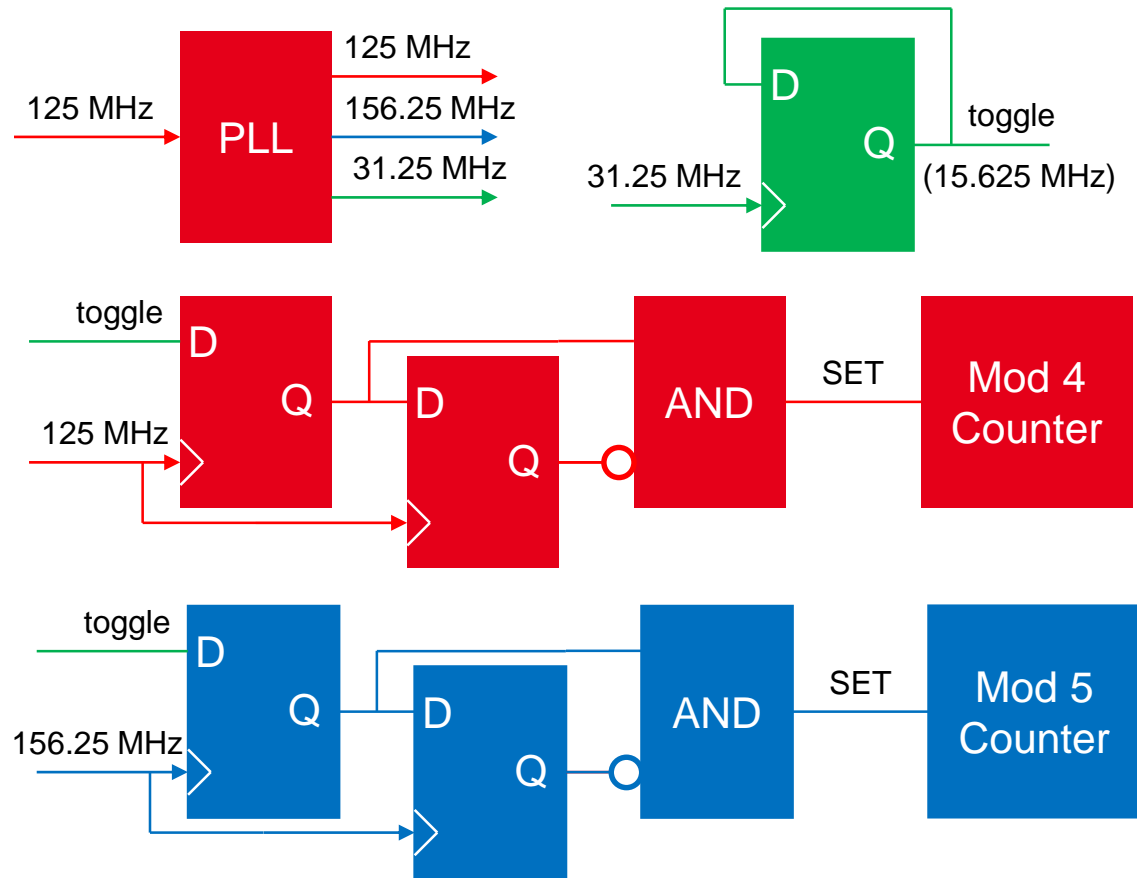 125 MHz
PLL
125 MHz
156.25 MHz
31.25 MHz
31.25 MHz
D
Q
toggle
(15.625 MHz)
toggle
125 MHz
D
Q
D
Q
AND
SET
Mod 4
Counter
toggle
156.25 MHz
D
Q
D
Q
AND
SET
Mod 5
Counter